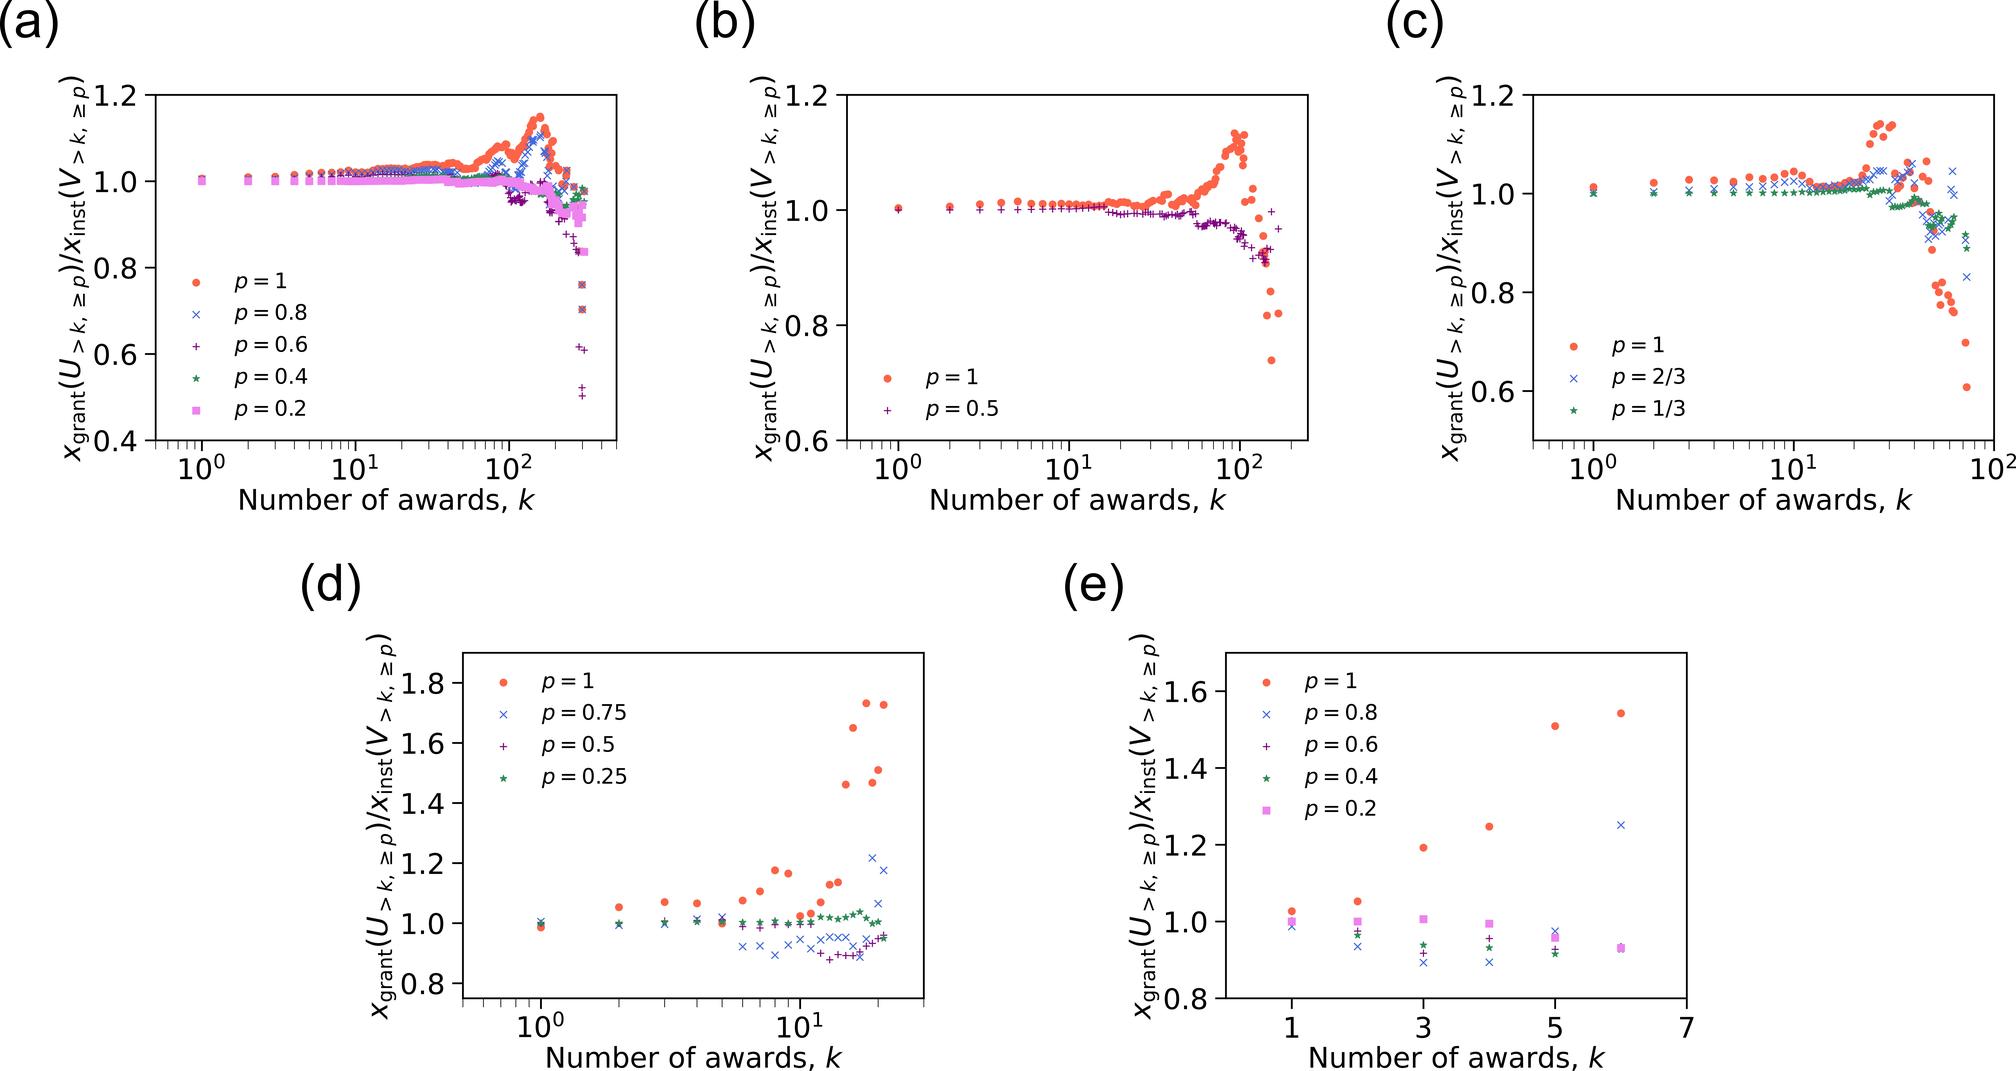 (a)
x_grant(U_{>k, ≥p})/x_inst(V_{>k, ≥p})
1.2
1.0
0.8
0.6
0.4
p = 1
p = 0.8
p = 0.6
p = 0.4
p = 0.2
10^0 10^1 10^2
Number of awards, k
(b)
x_grant(U_{>k, ≥p})/x_inst(V_{>k, ≥p})
1.2
1.0
0.8
0.6
p = 1
p = 0.5
10^0 10^1 10^2
Number of awards, k
(c)
x_grant(U_{>k, ≥p})/x_inst(V_{>k, ≥p})
1.2
1.0
0.8
0.6
p = 1
p = 2/3
p = 1/3
10^0 10^1 10^2
Number of awards, k
(d)
x_grant(U_{>k, ≥p})/x_inst(V_{>k, ≥p})
1.8
1.6
1.4
1.2
1.0
0.8
p = 1
p = 0.75
p = 0.5
p = 0.25
10^0 10^1
Number of awards, k
(e)
x_grant(U_{>k, ≥p})/x_inst(V_{>k, ≥p})
1.6
1.4
1.2
1.0
0.8
p = 1
p = 0.8
p = 0.6
p = 0.4
p = 0.2
1 3 5 7
Number of awards, k